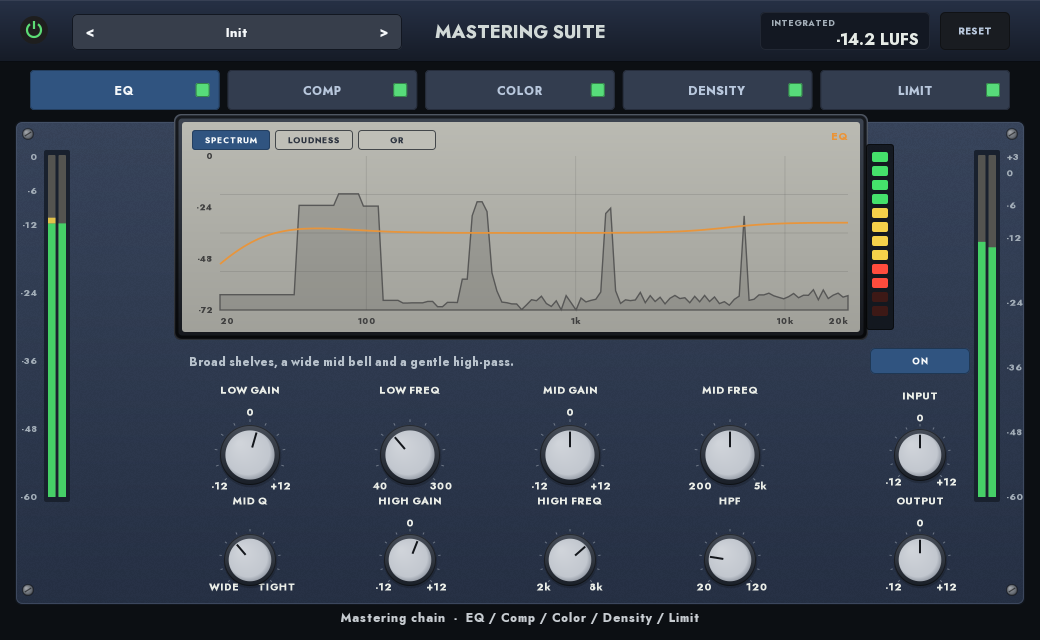 < Init >
MASTERING SUITE
INTEGRATED
-14.2 LUFS
RESET
EQ
COMP
COLOR
DENSITY
LIMIT
SPECTRUM
LOUDNESS
GR
EQ
0
-24
-48
-72
20 100 1k 10k 20k
0
-6
-12
-24
-36
-48
-60
+3
0
-6
-12
-24
-36
-48
-60
Broad shelves, a wide mid bell and a gentle high-pass.
ON
LOW GAIN
0
-12 +12
LOW FREQ
40 300
MID GAIN
0
-12 +12
MID FREQ
200 5k
INPUT
0
-12 +12
MID Q
WIDE TIGHT
HIGH GAIN
0
-12 +12
HIGH FREQ
2k 8k
HPF
20 120
OUTPUT
0
-12 +12
Mastering chain - EQ / Comp / Color / Density / Limit